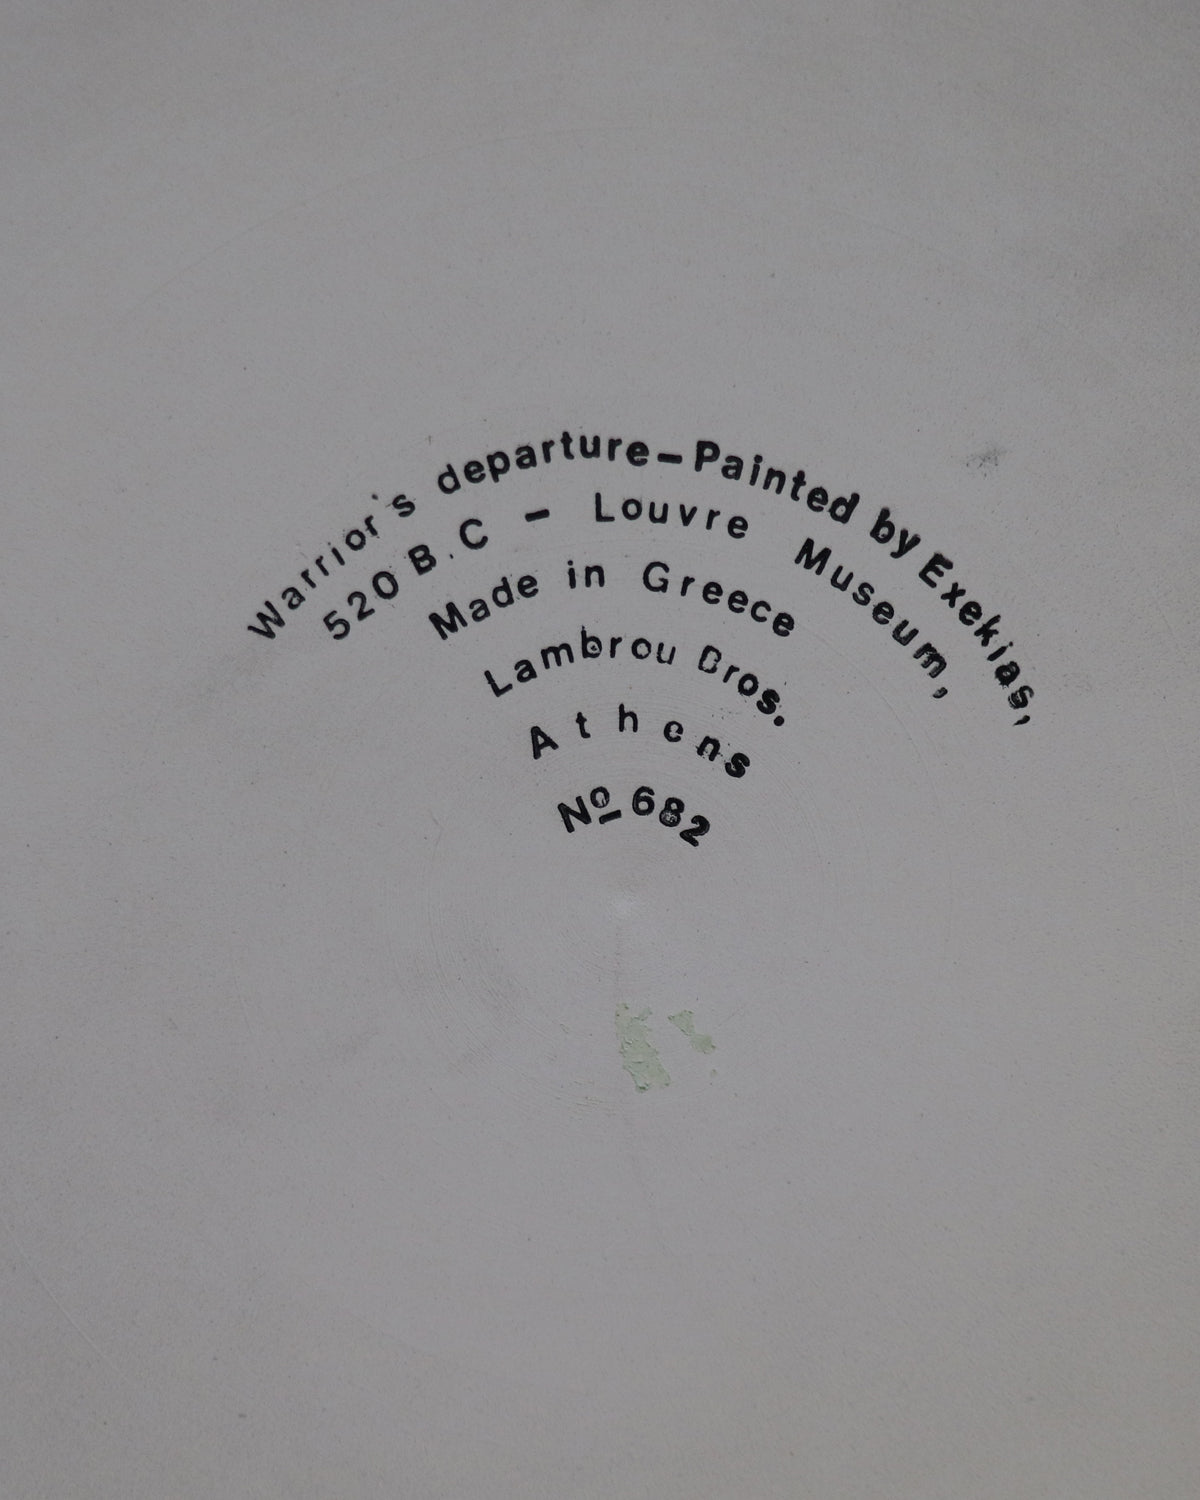 Warrior's departure–Painted by Exekias,
520 B.C – Louvre Museum,
Made in Greece
Lambrou Bros.
Athens
Nº 682